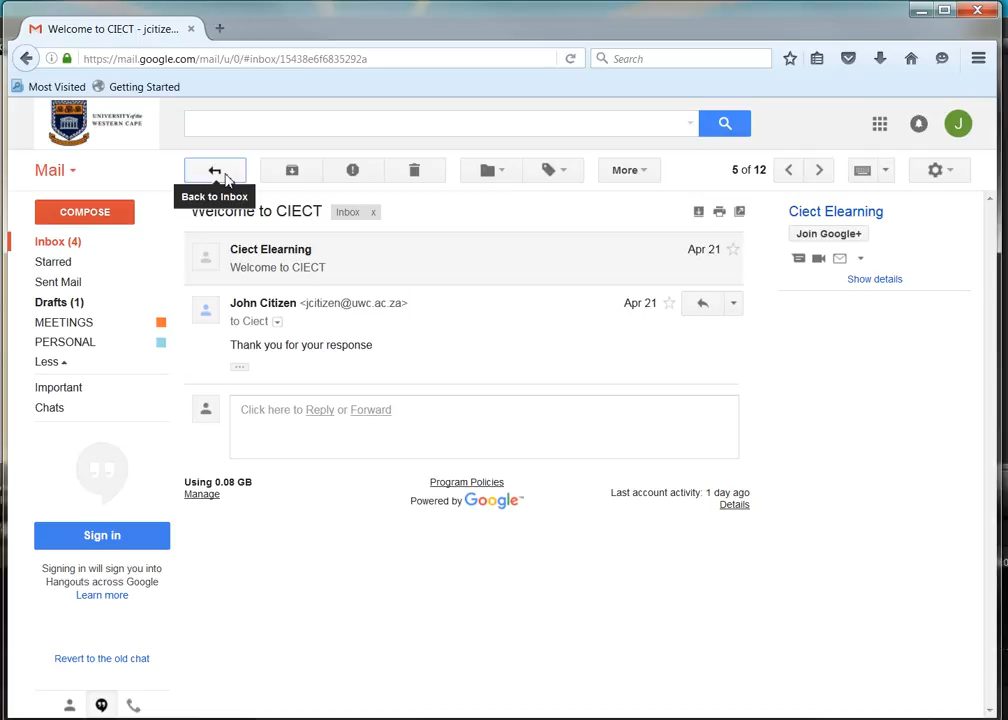 Welcome to CIECT - jcitize...
https://mail.google.com/mail/u/0/#inbox/15438e6f6835292a
Search
Most Visited
Getting Started
UNIVERSITY of the
WESTERN CAPE
J
Mail
More
5 of 12
Back to Inbox
COMPOSE
Welcome to CIECT
Inbox x
Ciect Elearning
Join Google+
Show details
Inbox (4)
Starred
Sent Mail
Drafts (1)
MEETINGS
PERSONAL
Less
Important
Chats
Ciect Elearning
Apr 21
Welcome to CIECT
John Citizen <jcitizen@uwc.ac.za>
Apr 21
to Ciect
Thank you for your response
...
Click here to Reply or Forward
Using 0.08 GB
Manage
Program Policies
Powered by Google™
Last account activity: 1 day ago
Details
Sign in
Signing in will sign you into
Hangouts across Google
Learn more
Revert to the old chat